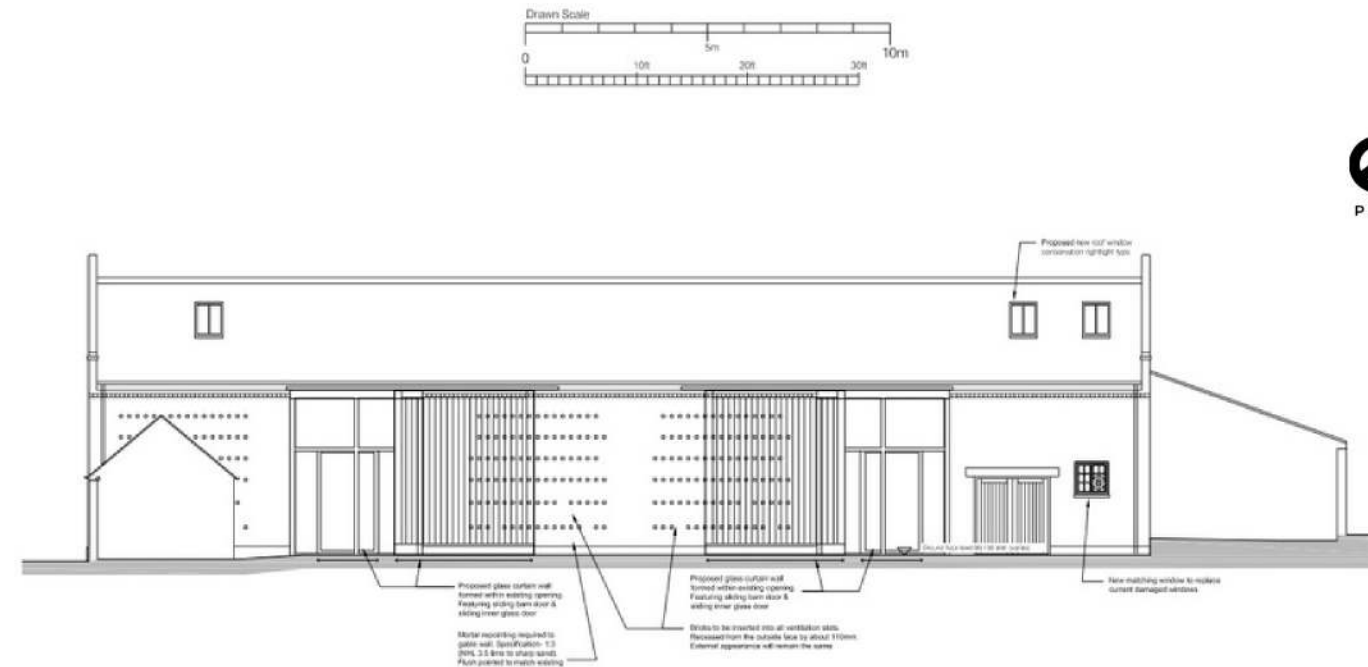 Drawn Scale
5m
0
10m
10ft
20ft
30ft
P
Proposed new roof window
conservation rooflight type
Proposed glass curtain wall
formed within existing opening.
Featuring sliding barn door &
sliding inner glass door
Proposed glass curtain wall
formed within existing opening.
Featuring sliding barn door &
sliding inner glass door
New matching window to replace
current damaged windows
Mortar repointing required to
gable wall. Specification- 1:3
(NHL 3.5 lime to sharp sand).
Flush pointed to match existing
Bricks to be inserted into all ventilation slots.
Recessed from the outside face by about 110mm.
External appearance will remain the same